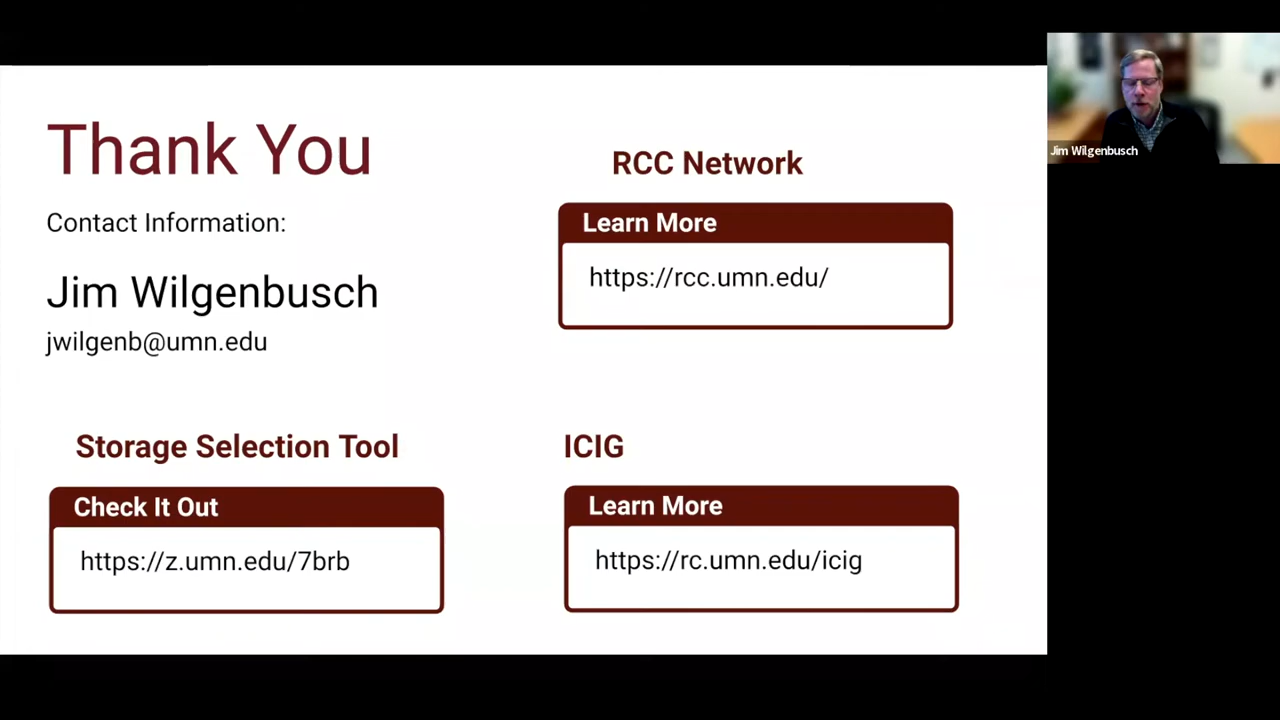 Thank You
Contact Information:
Jim Wilgenbusch
jwilgenb@umn.edu
RCC Network
Learn More
https://rcc.umn.edu/
Storage Selection Tool
Check It Out
https://z.umn.edu/7brb
ICIG
Learn More
https://rc.umn.edu/icig
Jim Wilgenbusch